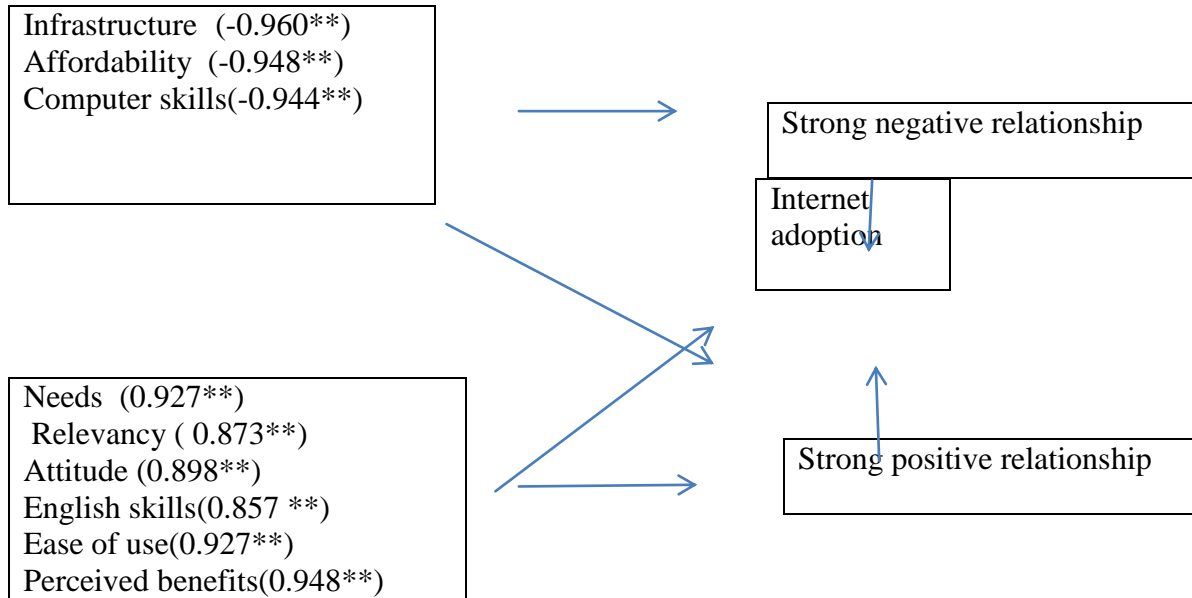 Infrastructure (-0.960**)
Affordability (-0.948**)
Computer skills(-0.944**)
Strong negative relationship
Internet
adoption
Needs (0.927**)
Relevancy ( 0.873**)
Attitude (0.898**)
English skills(0.857 **)
Ease of use(0.927**)
Perceived benefits(0.948**)
Strong positive relationship